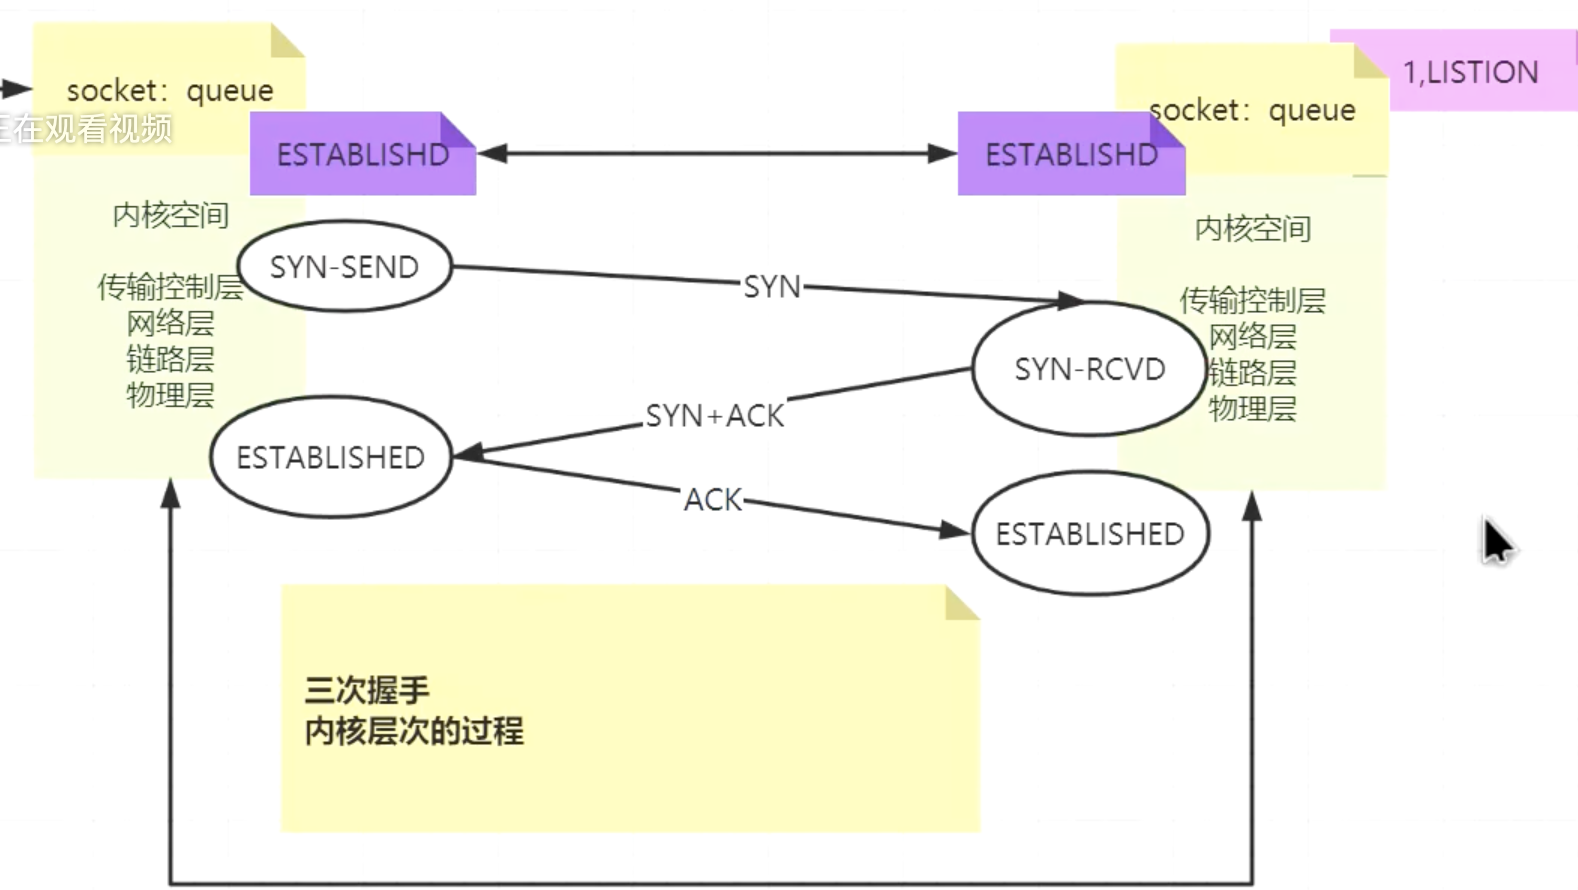 socket：queue
正在观看视频
ESTABLISHD
内核空间
传输控制层
网络层
链路层
物理层
SYN-SEND
ESTABLISHED
SYN
SYN+ACK
ACK
1,LISTION
socket：queue
ESTABLISHD
内核空间
传输控制层
网络层
链路层
物理层
SYN-RCVD
ESTABLISHED
三次握手
内核层次的过程